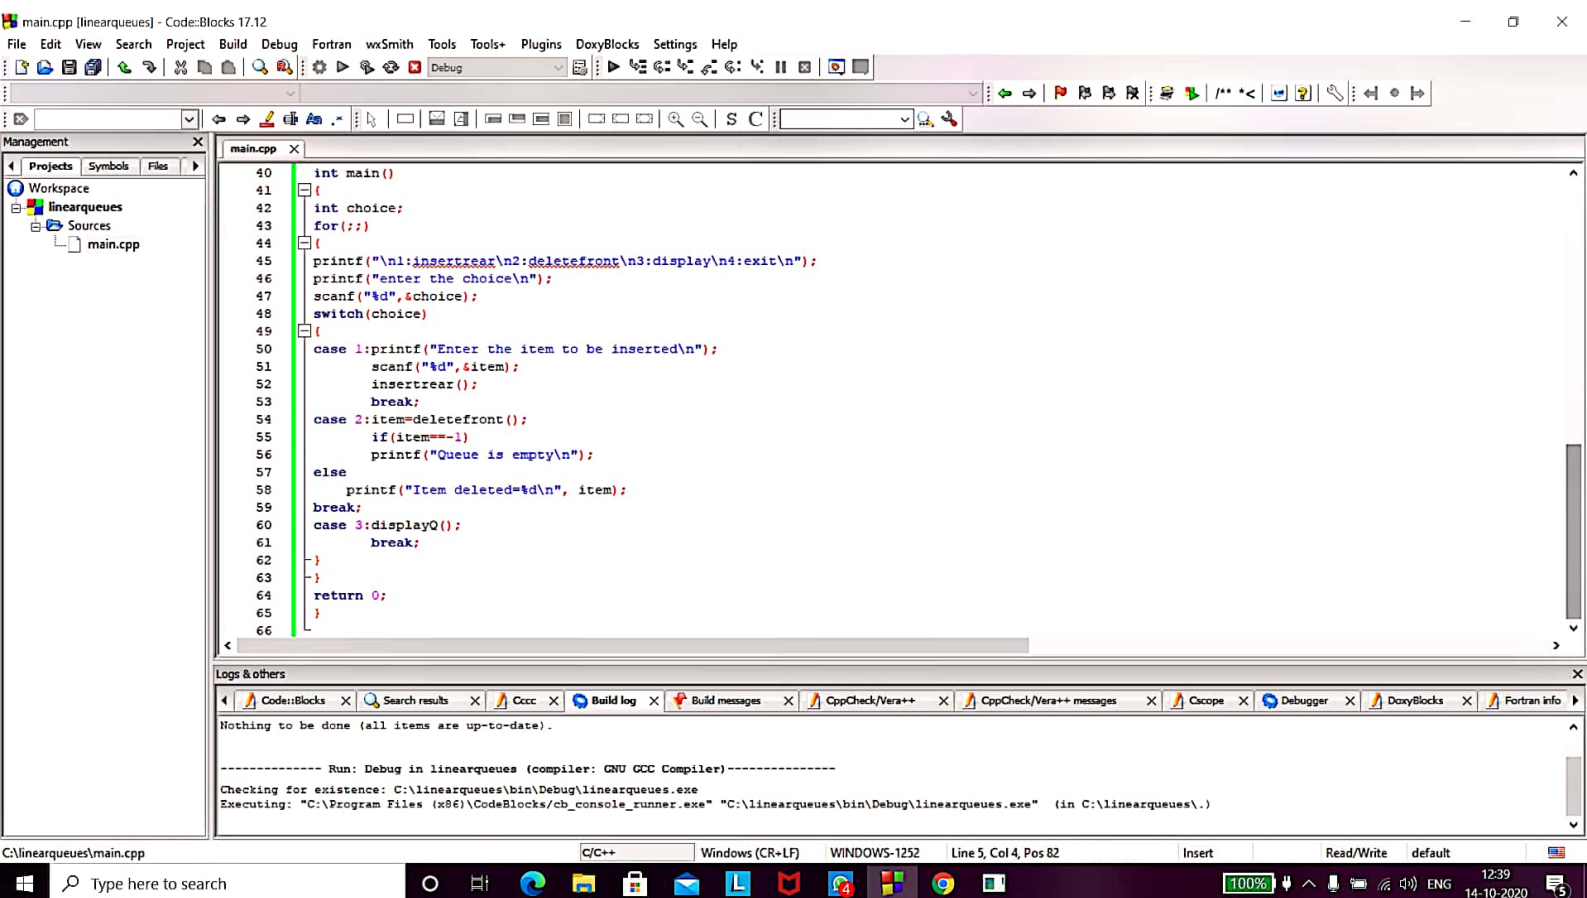 main.cpp [linearqueues] - Code::Blocks 17.12
File Edit View Search Project Build Debug Fortran wxSmith Tools Tools+ Plugins DoxyBlocks Settings Help
Debug
/** *<
S C
Management
main.cpp
Projects Symbols Files
Workspace
linearqueues
Sources
main.cpp
40 int main()
41 {
42 int choice;
43 for(;;)
44 {
45 printf("\n1:insertrear\n2:deletefront\n3:display\n4:exit\n");
46 printf("enter the choice\n");
47 scanf("%d",&choice);
48 switch(choice)
49 {
50 case 1:printf("Enter the item to be inserted\n");
51 scanf("%d",&item);
52 insertrear();
53 break;
54 case 2:item=deletefront();
55 if(item==-1)
56 printf("Queue is empty\n");
57 else
58 printf("Item deleted=%d\n", item);
59 break;
60 case 3:displayQ();
61 break;
62 }
63 }
64 return 0;
65 }
66
Logs & others
Code::Blocks Search results Cccc Build log Build messages CppCheck/Vera++ CppCheck/Vera++ messages Cscope Debugger DoxyBlocks Fortran info
Nothing to be done (all items are up-to-date).
-------------- Run: Debug in linearqueues (compiler: GNU GCC Compiler)---------------
Checking for existence: C:\linearqueues\bin\Debug\linearqueues.exe
Executing: "C:\Program Files (x86)\CodeBlocks/cb_console_runner.exe" "C:\linearqueues\bin\Debug\linearqueues.exe" (in C:\linearqueues\.)
C:\linearqueues\main.cpp C/C++ Windows (CR+LF) WINDOWS-1252 Line 5, Col 4, Pos 82 Insert Read/Write default
Type here to search L 4 100% ENG 12:39
14-10-2020 5